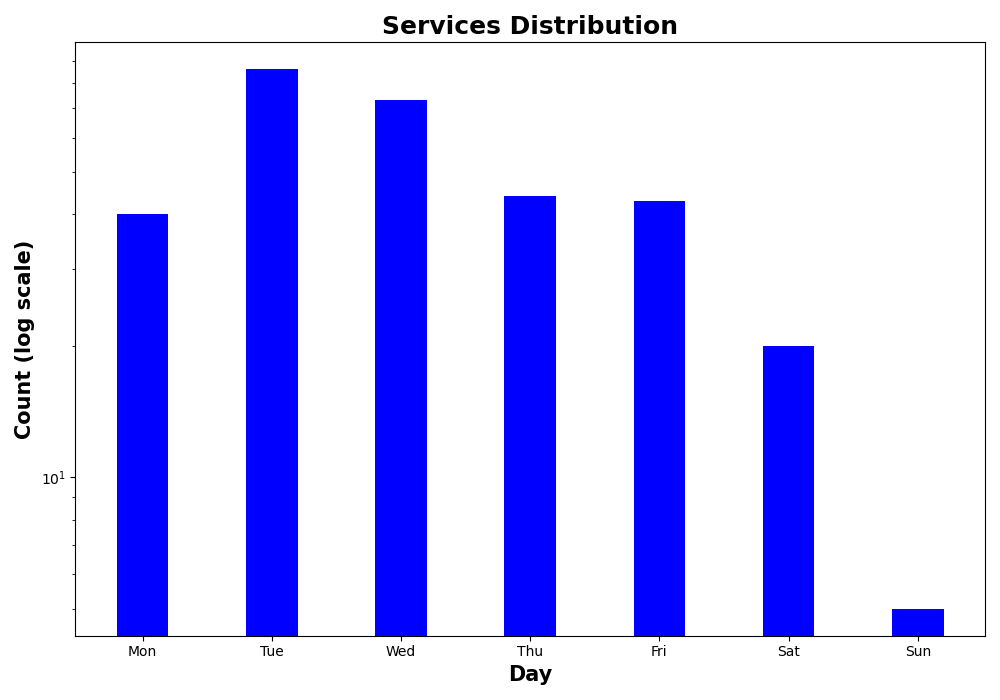 Services Distribution
Count (log scale)
10¹
Mon Tue Wed Thu Fri Sat Sun
Day